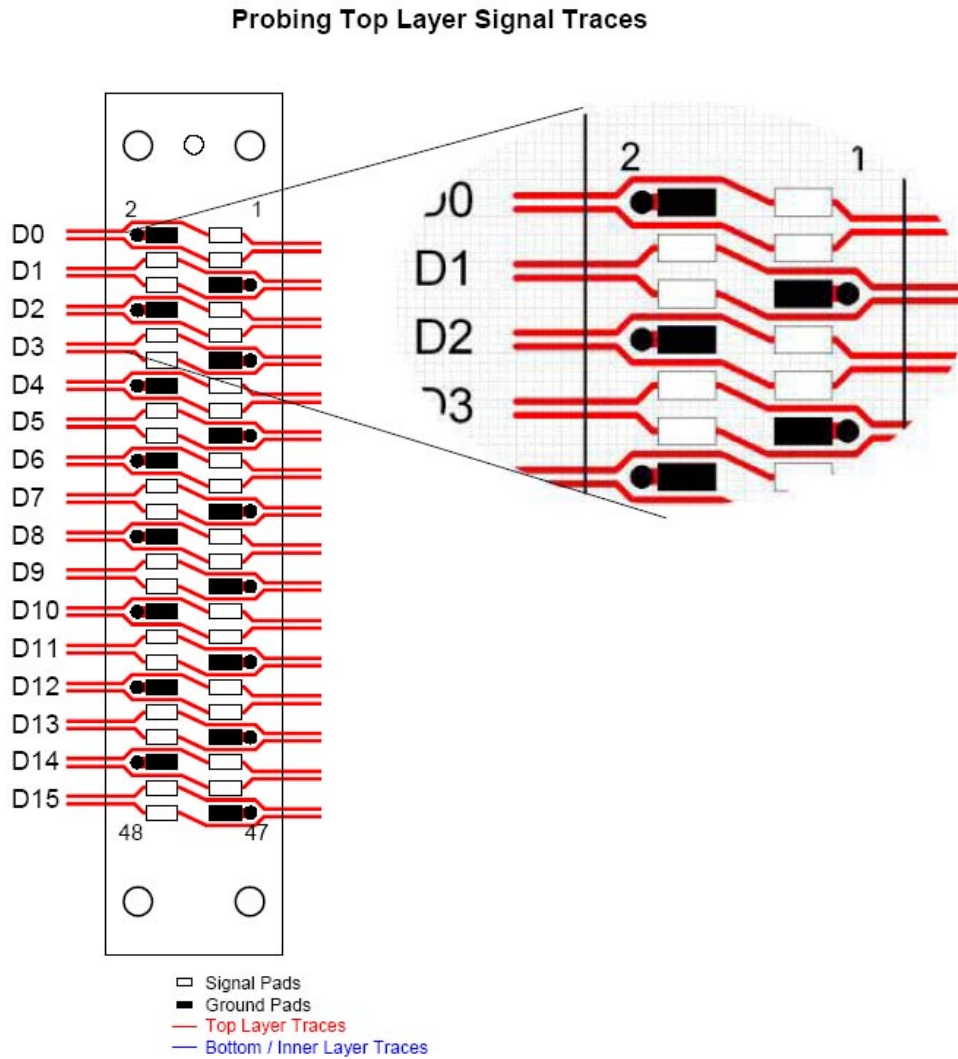 Probing Top Layer Signal Traces
2 1
D0
D1
D2
D3
D4
D5
D6
D7
D8
D9
D10
D11
D12
D13
D14
D15
48 47
2 1
0
D1
D2
3
Signal Pads
Ground Pads
Top Layer Traces
Bottom / Inner Layer Traces